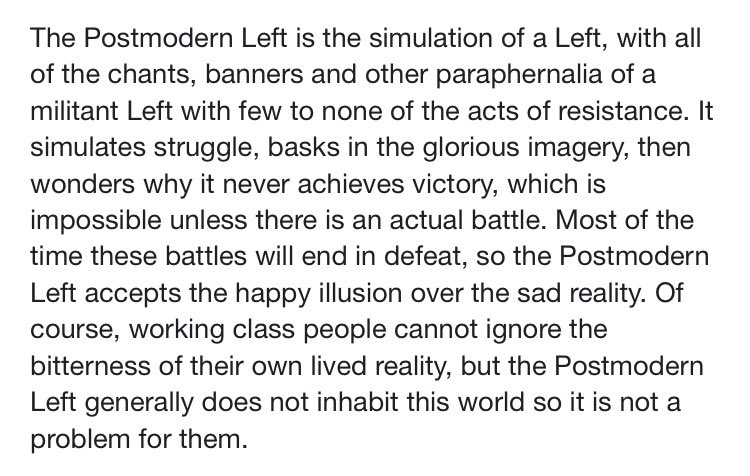 The Postmodern Left is the simulation of a Left, with all
of the chants, banners and other paraphernalia of a
militant Left with few to none of the acts of resistance. It
simulates struggle, basks in the glorious imagery, then
wonders why it never achieves victory, which is
impossible unless there is an actual battle. Most of the
time these battles will end in defeat, so the Postmodern
Left accepts the happy illusion over the sad reality. Of
course, working class people cannot ignore the
bitterness of their own lived reality, but the Postmodern
Left generally does not inhabit this world so it is not a
problem for them.